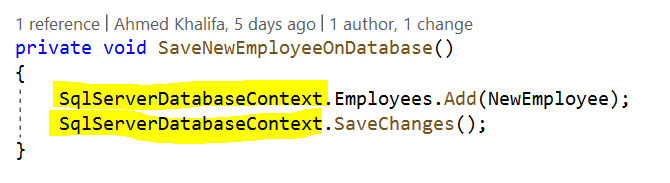 1 reference | Ahmed Khalifa, 5 days ago | 1 author, 1 change
private void SaveNewEmployeeOnDatabase()
{
SqlServerDatabaseContext.Employees.Add(NewEmployee);
SqlServerDatabaseContext.SaveChanges();
}